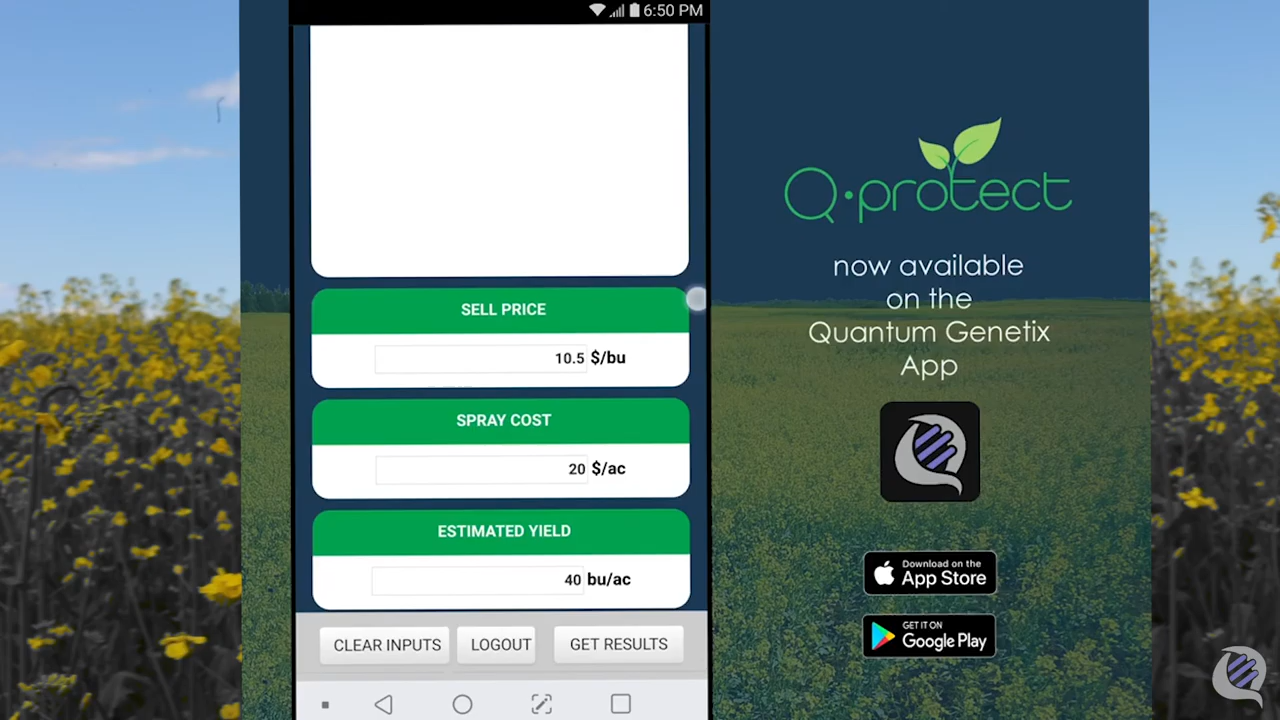 6:50 PM
SELL PRICE
10.5 $/bu
SPRAY COST
20 $/ac
ESTIMATED YIELD
40 bu/ac
CLEAR INPUTS LOGOUT GET RESULTS
Q·protect
now available
on the
Quantum Genetix
App
Download on the
App Store
GET IT ON
Google Play